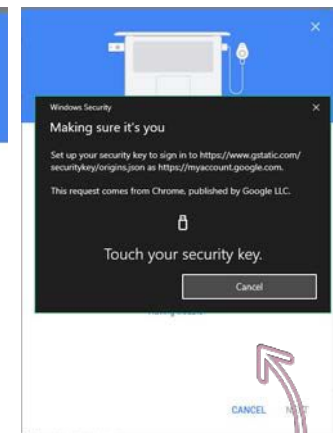 Windows Security
Making sure it's you
Set up your security key to sign in to https://www.gstatic.com/
securitykey/origins.json as https://myaccount.google.com.
This request comes from Chrome, published by Google LLC.
Touch your security key.
Cancel
CANCEL